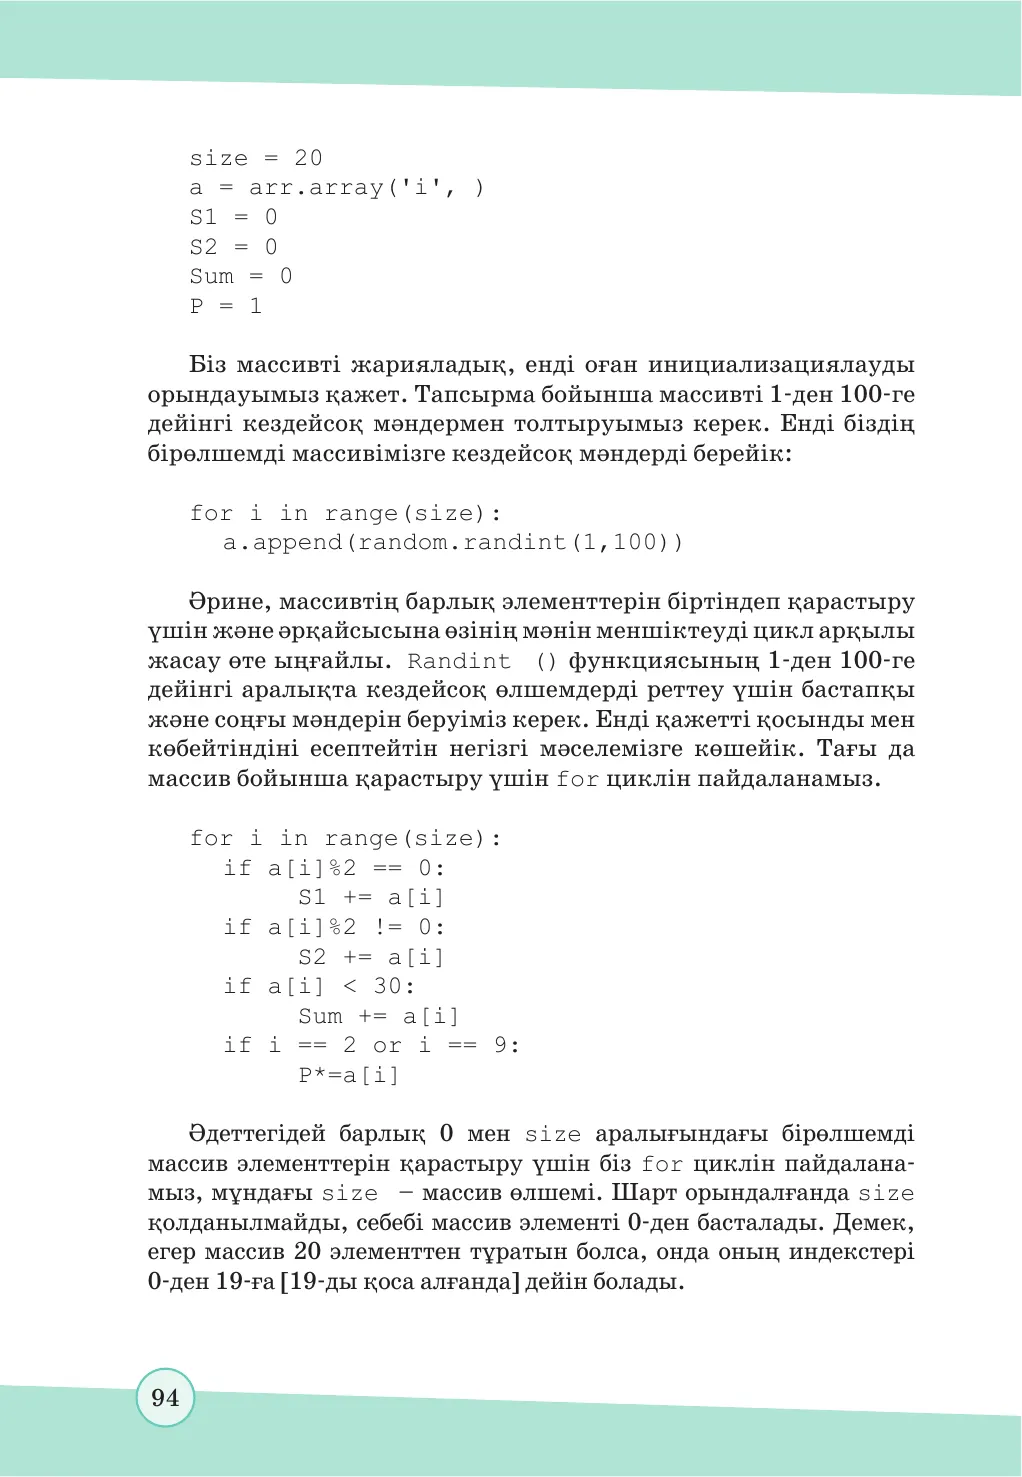 size = 20
a = arr.array('i', )
S1 = 0
S2 = 0
Sum = 0
P = 1
Біз массивті жарияладық, енді оған инициализациялауды
орындауымыз қажет. Тапсырма бойынша массивті 1-ден 100-ге
дейінгі кездейсоқ мәндермен толтыруымыз керек. Енді біздің
бірөлшемді массивімізге кездейсоқ мәндерді берейік:
for i in range(size):
a.append(random.randint(1,100))
Әрине, массивтің барлық элементтерін біртіндеп қарастыру
үшін және әрқайсысына өзінің мәнін меншіктеуді цикл арқылы
жасау өте ыңғайлы. Randint () функциясының 1-ден 100-ге
дейінгі аралықта кездейсоқ өлшемдерді реттеу үшін бастапқы
және соңғы мәндерін беруіміз керек. Енді қажетті қосынды мен
көбейтіндіні есептейтін негізгі мәселемізге көшейік. Тағы да
массив бойынша қарастыру үшін for циклін пайдаланамыз.
for i in range(size):
if a[i]%2 == 0:
S1 += a[i]
if a[i]%2 != 0:
S2 += a[i]
if a[i] < 30:
Sum += a[i]
if i == 2 or i == 9:
P*=a[i]
Әдеттегідей барлық 0 мен size аралығындағы бірөлшемді
массив элементтерін қарастыру үшін біз for циклін пайдалана-
мыз, мұндағы size – массив өлшемі. Шарт орындалғанда size
қолданылмайды, себебі массив элементі 0-ден басталады. Демек,
егер массив 20 элементтен тұратын болса, онда оның индекстері
0-ден 19-ға [19-ды қоса алғанда] дейін болады.
94